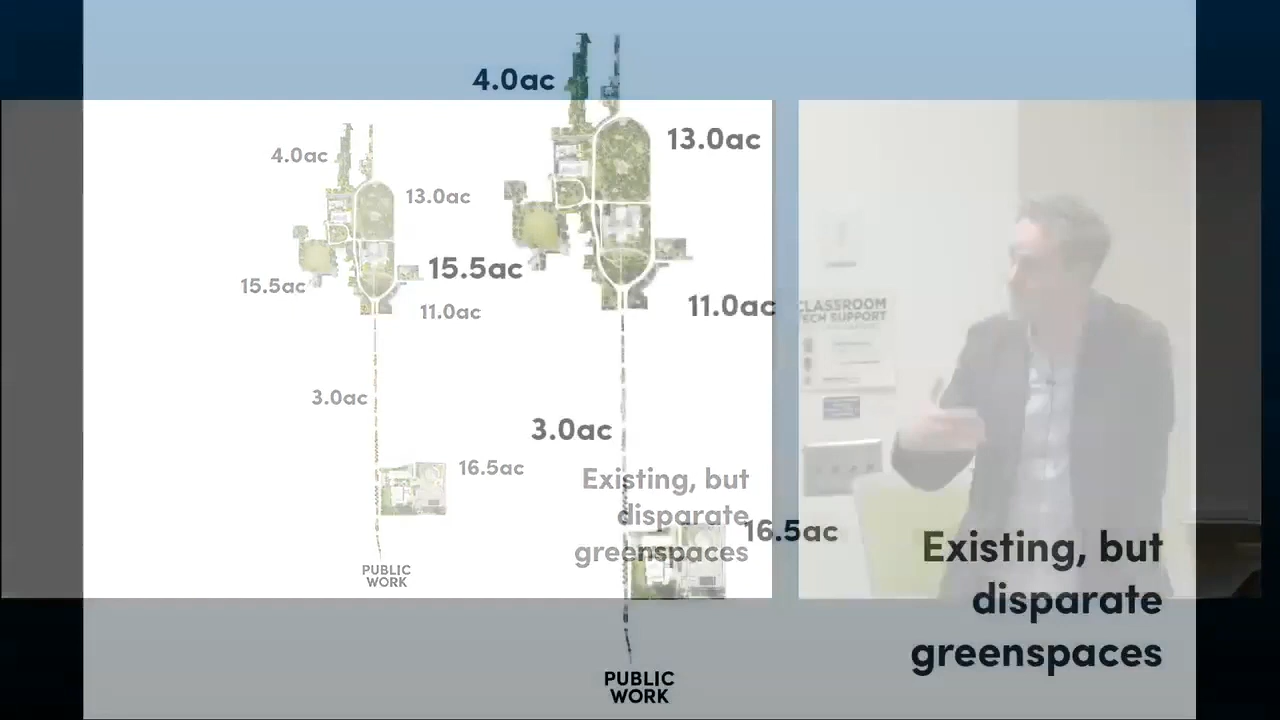 4.0ac
13.0ac
15.5ac
11.0ac
3.0ac
16.5ac
Existing, but
disparate
greenspaces
PUBLIC
WORK
4.0ac
13.0ac
15.5ac
11.0ac
3.0ac
16.5ac
Existing, but
disparate
greenspaces
PUBLIC
WORK
CLASSROOM
TECH SUPPORT